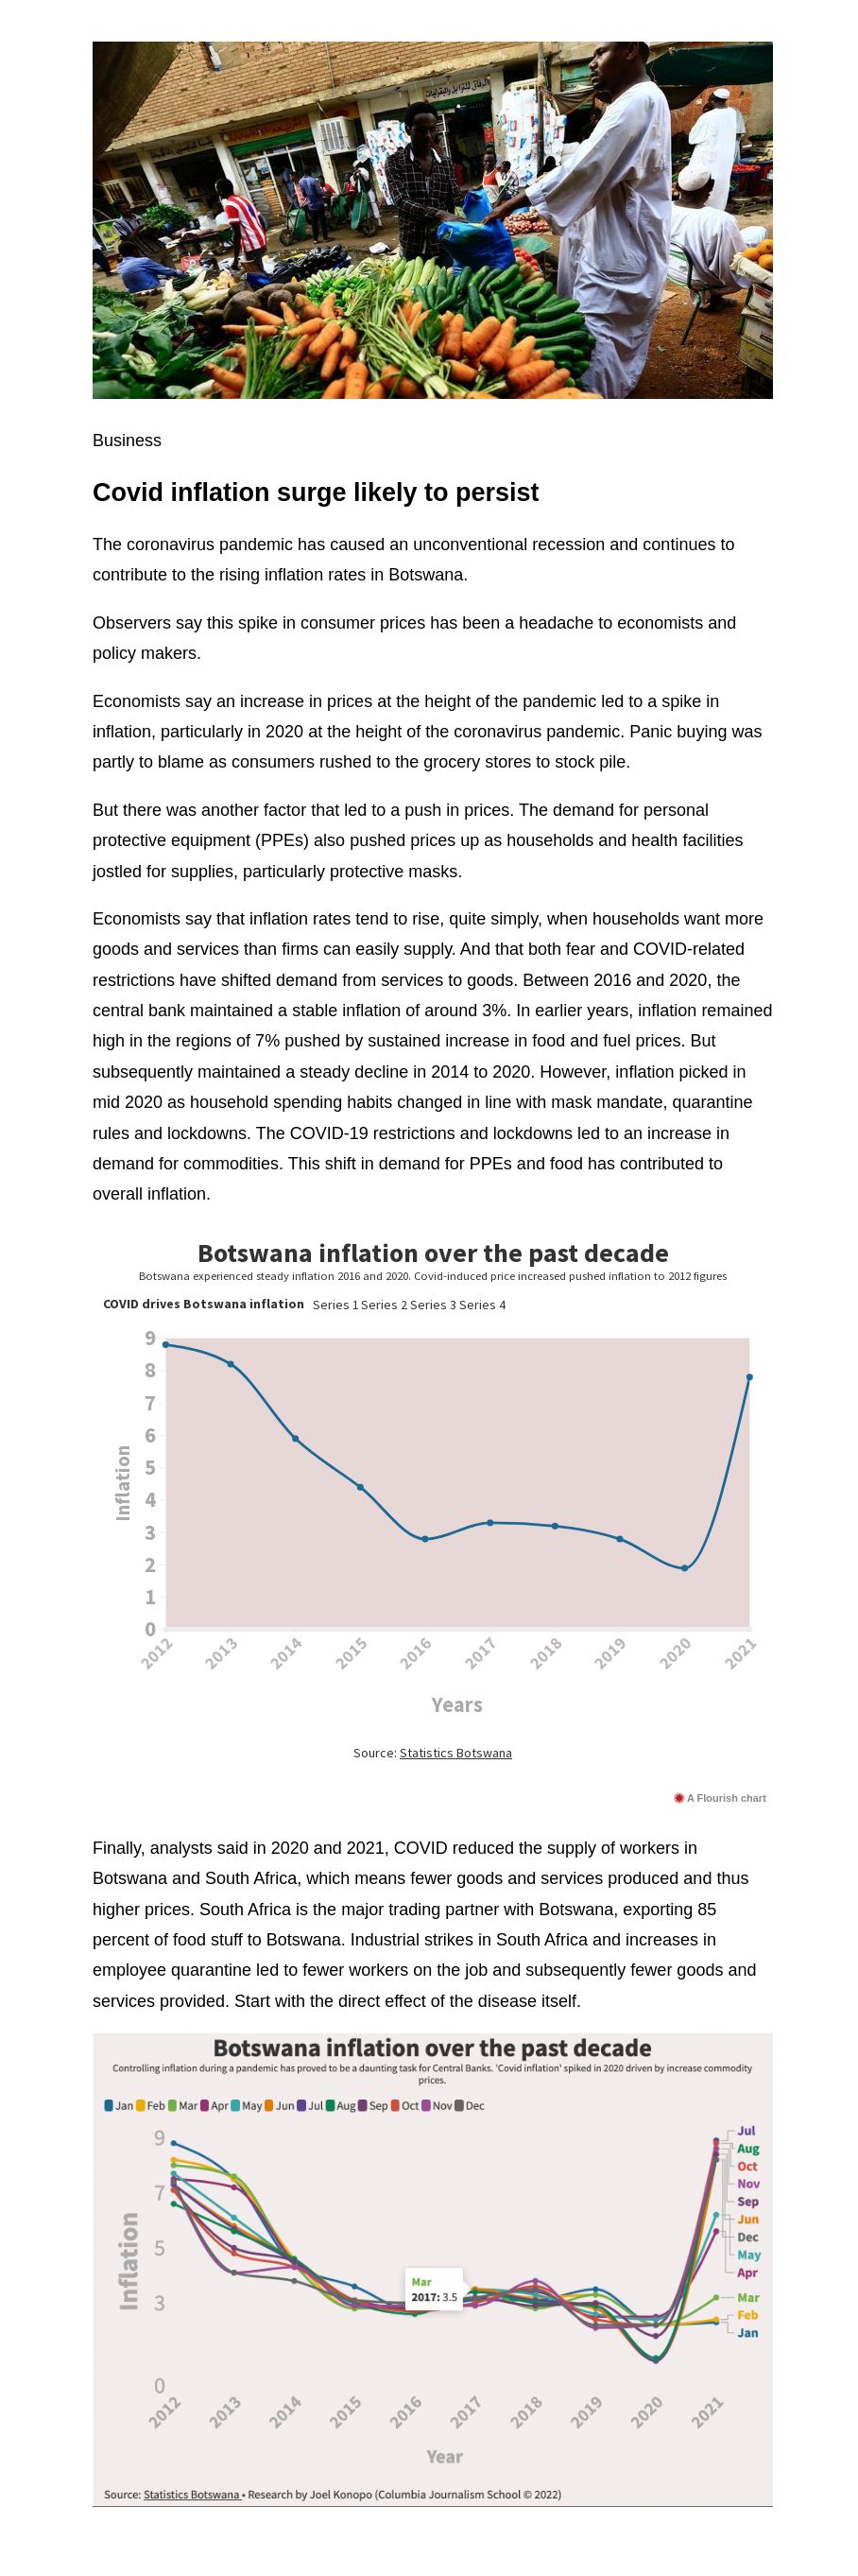 Business
Covid inflation surge likely to persist
The coronavirus pandemic has caused an unconventional recession and continues to
contribute to the rising inflation rates in Botswana.
Observers say this spike in consumer prices has been a headache to economists and
policy makers.
Economists say an increase in prices at the height of the pandemic led to a spike in
inflation, particularly in 2020 at the height of the coronavirus pandemic. Panic buying was
partly to blame as consumers rushed to the grocery stores to stock pile.
But there was another factor that led to a push in prices. The demand for personal
protective equipment (PPEs) also pushed prices up as households and health facilities
jostled for supplies, particularly protective masks.
Economists say that inflation rates tend to rise, quite simply, when households want more
goods and services than firms can easily supply. And that both fear and COVID-related
restrictions have shifted demand from services to goods. Between 2016 and 2020, the
central bank maintained a stable inflation of around 3%. In earlier years, inflation remained
high in the regions of 7% pushed by sustained increase in food and fuel prices. But
subsequently maintained a steady decline in 2014 to 2020. However, inflation picked in
mid 2020 as household spending habits changed in line with mask mandate, quarantine
rules and lockdowns. The COVID-19 restrictions and lockdowns led to an increase in
demand for commodities. This shift in demand for PPEs and food has contributed to
overall inflation.
Botswana inflation over the past decade
Botswana experienced steady inflation 2016 and 2020. Covid-induced price increased pushed inflation to 2012 figures
COVID drives Botswana inflation Series 1 Series 2 Series 3 Series 4
9
8
7
6
5
4
3
2
1
0
Inflation
2012 2013 2014 2015 2016 2017 2018 2019 2020 2021
Years
Source: Statistics Botswana
A Flourish chart
Finally, analysts said in 2020 and 2021, COVID reduced the supply of workers in
Botswana and South Africa, which means fewer goods and services produced and thus
higher prices. South Africa is the major trading partner with Botswana, exporting 85
percent of food stuff to Botswana. Industrial strikes in South Africa and increases in
employee quarantine led to fewer workers on the job and subsequently fewer goods and
services provided. Start with the direct effect of the disease itself.
Botswana inflation over the past decade
Controlling inflation during a pandemic has proved to be a daunting task for Central Banks. 'Covid inflation' spiked in 2020 driven by increase commodity
prices.
Jan Feb Mar Apr May Jun Jul Aug Sep Oct Nov Dec
9
7
5
3
0
Inflation
Mar
2017: 3.5
Jul
Aug
Oct
Nov
Sep
Jun
Dec
May
Apr
Mar
Feb
Jan
2012 2013 2014 2015 2016 2017 2018 2019 2020 2021
Year
Source: Statistics Botswana • Research by Joel Konopo (Columbia Journalism School © 2022)